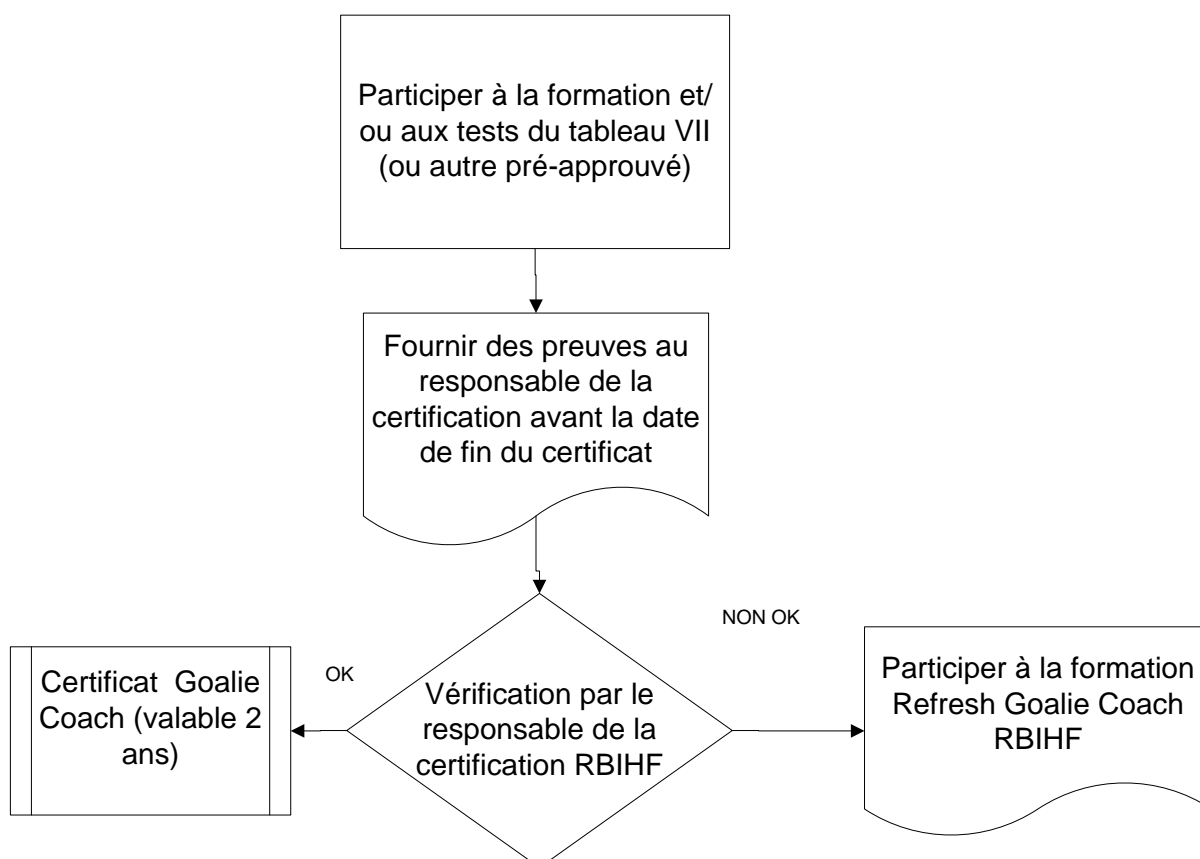 Participer à la formation et/
ou aux tests du tableau VII
(ou autre pré-approuvé)
Fournir des preuves au
responsable de la
certification avant la date
de fin du certificat
NON OK
OK
Certificat Goalie
Coach (valable 2
ans)
Vérification par le
responsable de la
certification RBIHF
Participer à la formation
Refresh Goalie Coach
RBIHF